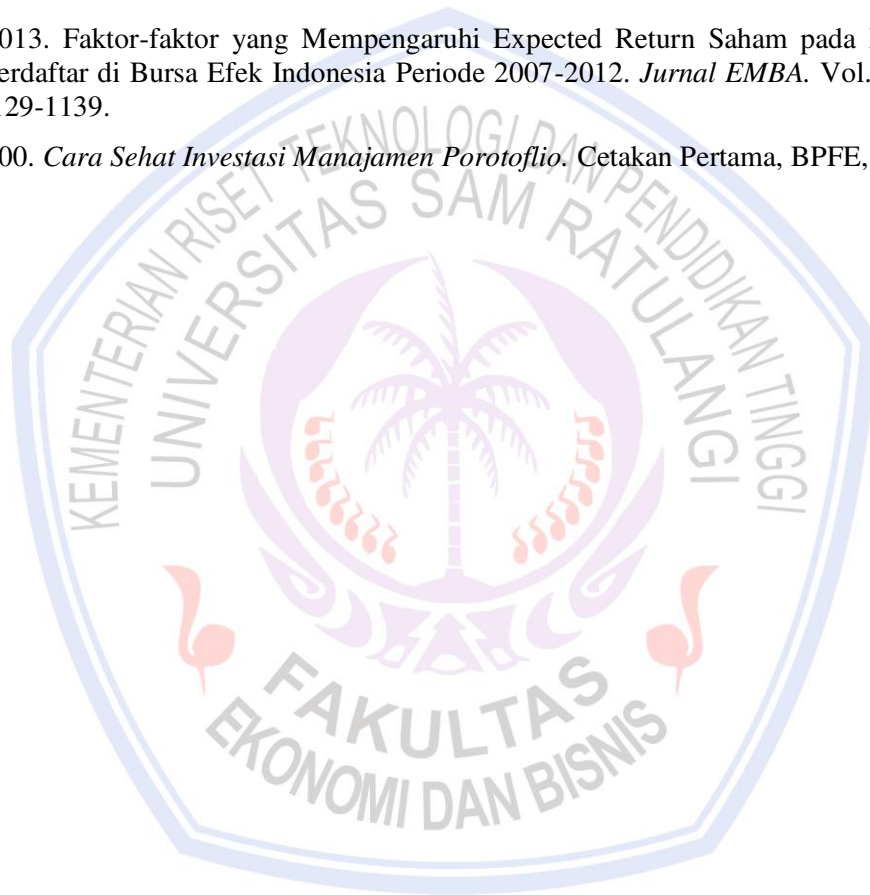 013. Faktor-faktor yang Mempengaruhi Expected Return Saham pada
erdaftar di Bursa Efek Indonesia Periode 2007-2012. Jurnal EMBA. Vol.
129-1139.
00. Cara Sehat Investasi Manajamen Porotoflio. Cetakan Pertama, BPFE,
KEMENTERIAN RISET TEKNOLOGI DAN PENDIDIKAN TINGGI
UNIVERSITAS SAM RATULANGI
FAKULTAS
EKONOMI DAN BISNIS